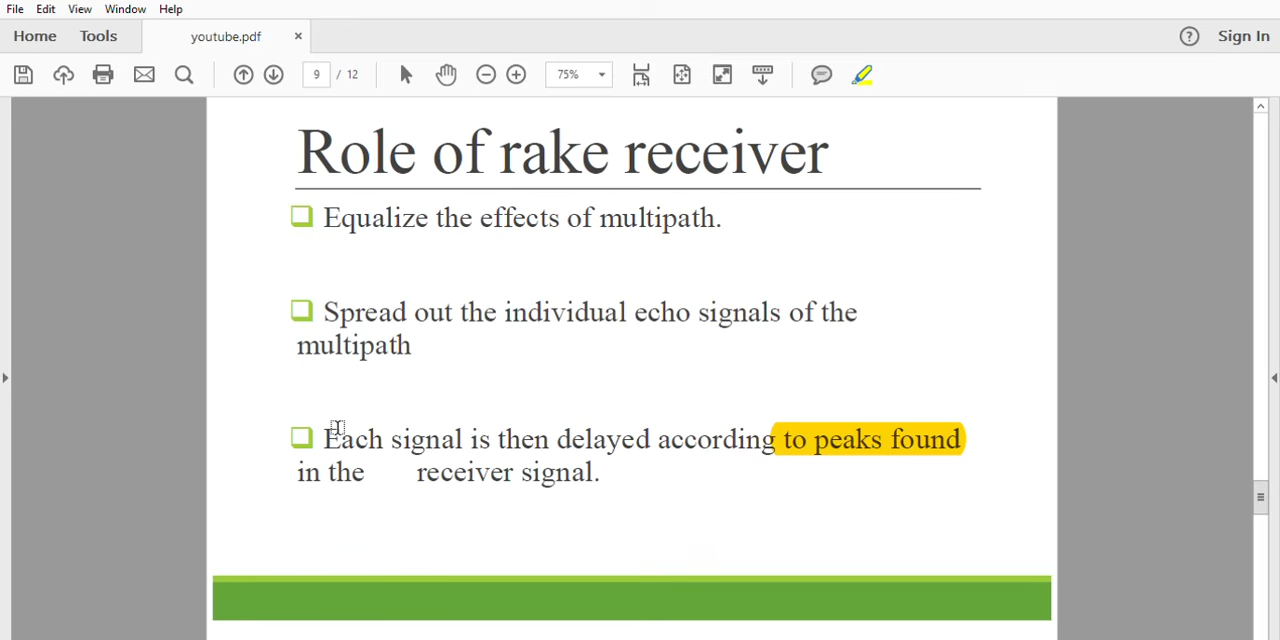 File Edit View Window Help
Home Tools youtube.pdf × ? Sign In
9 / 12 75%
Role of rake receiver
Equalize the effects of multipath.
Spread out the individual echo signals of the
multipath
Each signal is then delayed according to peaks found
in the receiver signal.